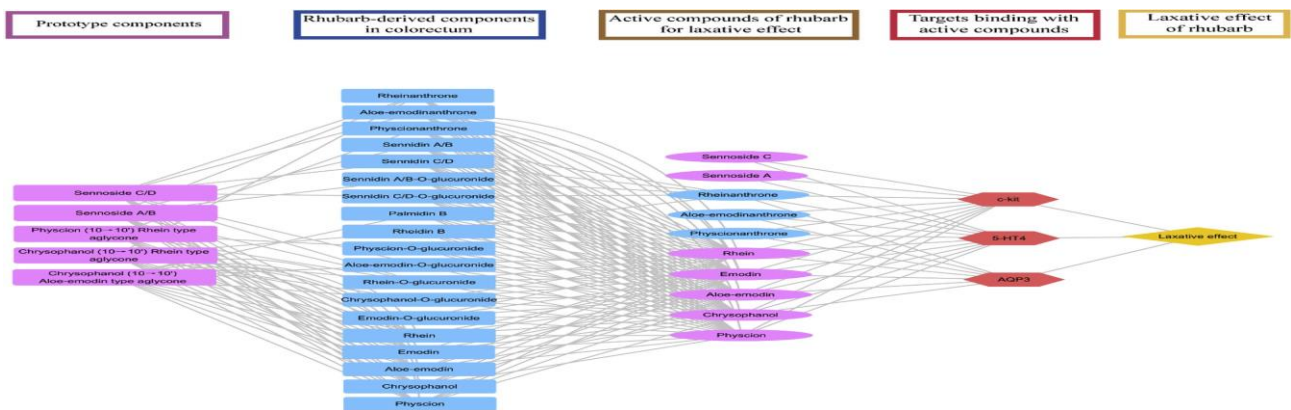 Prototype components
Rhubarb-derived components
in colorectum
Active compounds of rhubarb
for laxative effect
Targets binding with
active compounds
Laxative effect
of rhubarb
Sennoside C/D
Sennoside A/B
Physcion (10→10') Rhein type
aglycone
Chrysophanol (10→10') Rhein type
aglycone
Chrysophanol (10→10')
Aloe-emodin type aglycone
Rheinanthrone
Aloe-emodinanthrone
Physcionanthrone
Sennidin A/B
Sennidin C/D
Sennidin A/B-O-glucuronide
Sennidin C/D-O-glucuronide
Palmidin B
Rheidin B
Physcion-O-glucuronide
Aloe-emodin-O-glucuronide
Rhein-O-glucuronide
Chrysophanol-O-glucuronide
Emodin-O-glucuronide
Rhein
Emodin
Aloe-emodin
Chrysophanol
Physcion
Sennoside C
Sennoside A
Rheinanthrone
Aloe-emodinanthrone
Physcionanthrone
Rhein
Emodin
Aloe-emodin
Chrysophanol
Physcion
c-kit
5-HT4
AQP3
Laxative effect